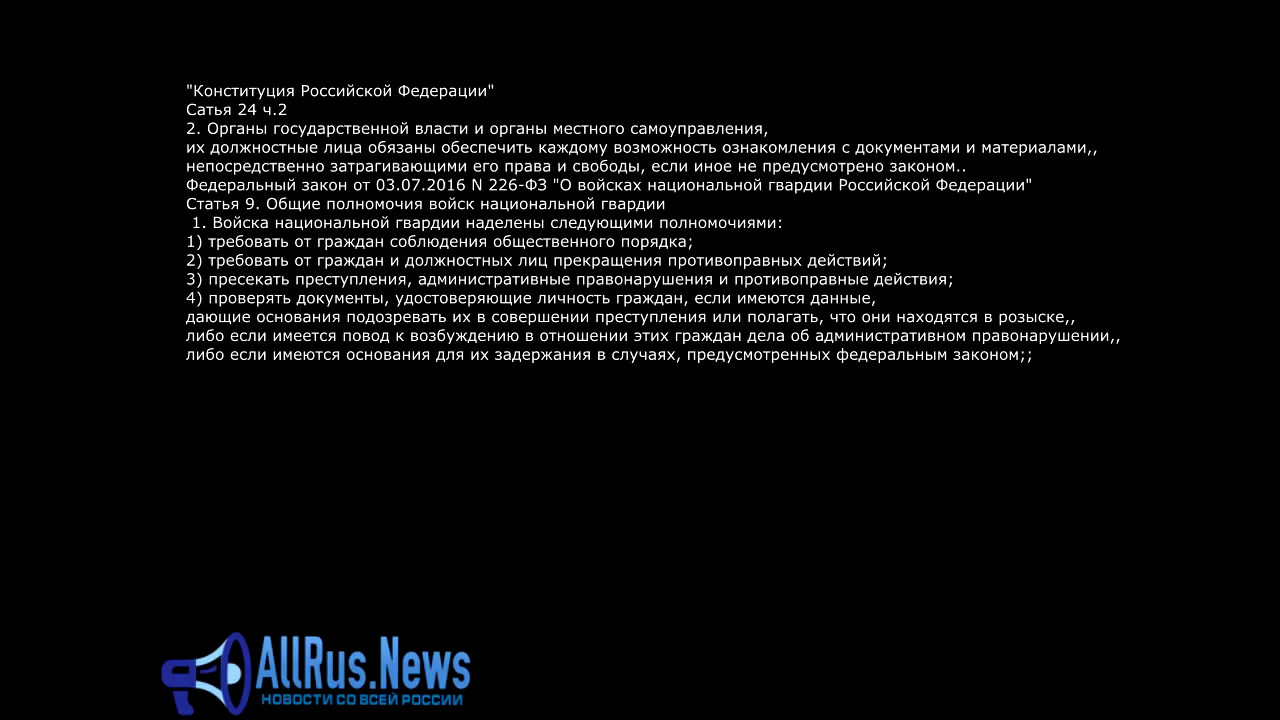 "Конституция Российской Федерации"
Сатья 24 ч.2
2. Органы государственной власти и органы местного самоуправления,
их должностные лица обязаны обеспечить каждому возможность ознакомления с документами и материалами,,
непосредственно затрагивающими его права и свободы, если иное не предусмотрено законом..
Федеральный закон от 03.07.2016 N 226-ФЗ "О войсках национальной гвардии Российской Федерации"
Статья 9. Общие полномочия войск национальной гвардии
1. Войска национальной гвардии наделены следующими полномочиями:
1) требовать от граждан соблюдения общественного порядка;
2) требовать от граждан и должностных лиц прекращения противоправных действий;
3) пресекать преступления, административные правонарушения и противоправные действия;
4) проверять документы, удостоверяющие личность граждан, если имеются данные,
дающие основания подозревать их в совершении преступления или полагать, что они находятся в розыске,,
либо если имеется повод к возбуждению в отношении этих граждан дела об административном правонарушении,,
либо если имеются основания для их задержания в случаях, предусмотренных федеральным законом;;
AllRus.News
НОВОСТИ СО ВСЕЙ РОССИИ